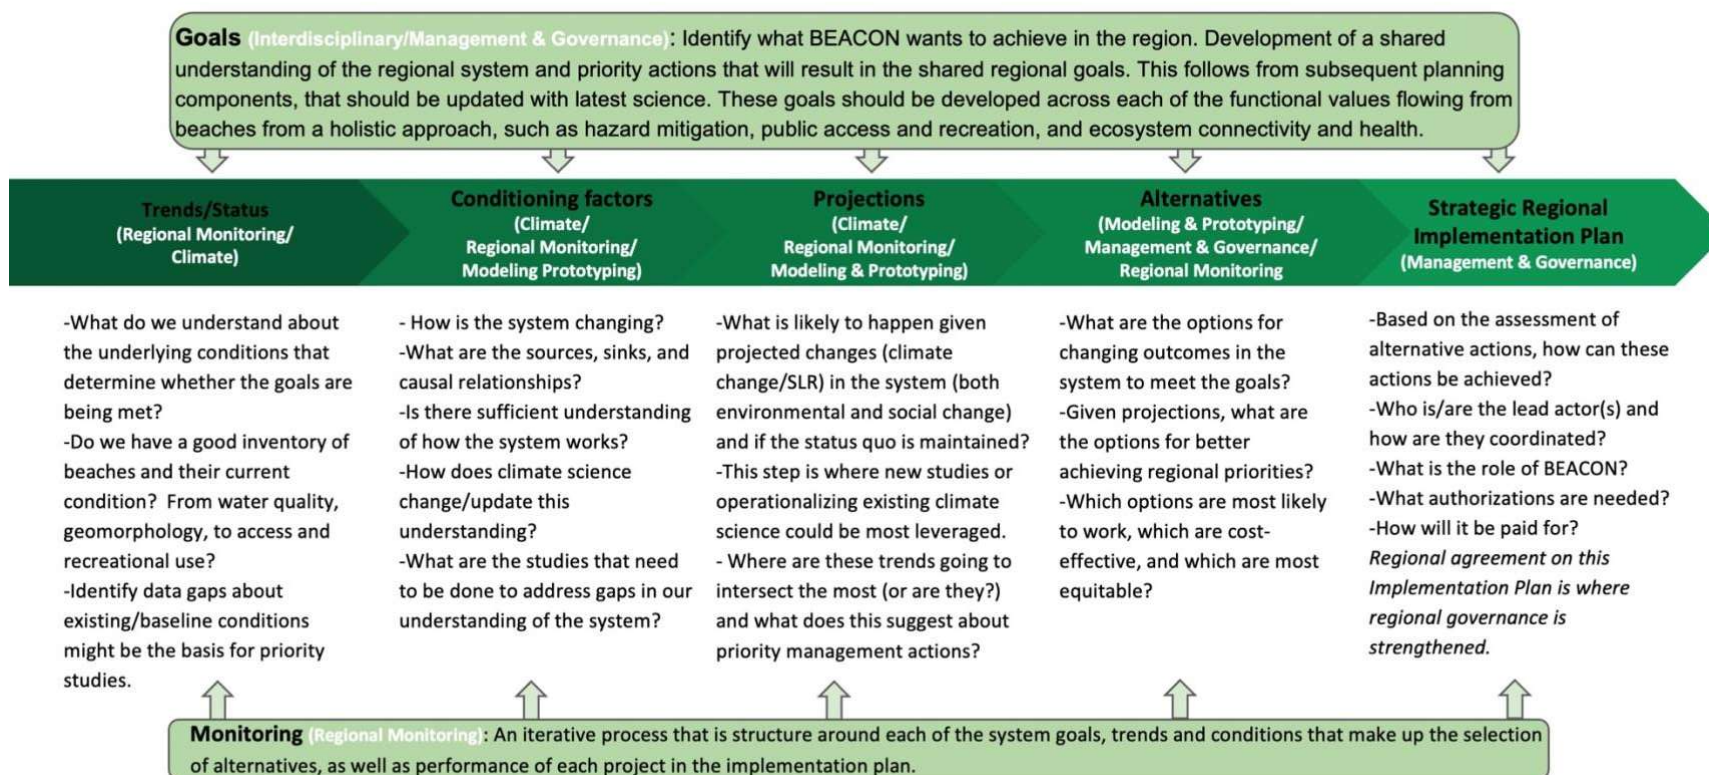 Goals (Interdisciplinary/Management & Governance): Identify what BEACON wants to achieve in the region. Development of a shared
understanding of the regional system and priority actions that will result in the shared regional goals. This follows from subsequent planning
components, that should be updated with latest science. These goals should be developed across each of the functional values flowing from
beaches from a holistic approach, such as hazard mitigation, public access and recreation, and ecosystem connectivity and health.
Trends/Status
(Regional Monitoring/
Climate)
Conditioning factors
(Climate/
Regional Monitoring/
Modeling Prototyping)
Projections
(Climate/
Regional Monitoring/
Modeling & Prototyping)
Alternatives
(Modeling & Prototyping/
Management & Governance/
Regional Monitoring
Strategic Regional
Implementation Plan
(Management & Governance)
-What do we understand about
the underlying conditions that
determine whether the goals are
being met?
-Do we have a good inventory of
beaches and their current
condition? From water quality,
geomorphology, to access and
recreational use?
-Identify data gaps about
existing/baseline conditions
might be the basis for priority
studies.
- How is the system changing?
-What are the sources, sinks, and
causal relationships?
-Is there sufficient understanding
of how the system works?
-How does climate science
change/update this
understanding?
-What are the studies that need
to be done to address gaps in our
understanding of the system?
-What is likely to happen given
projected changes (climate
change/SLR) in the system (both
environmental and social change)
and if the status quo is maintained?
-This step is where new studies or
operationalizing existing climate
science could be most leveraged.
- Where are these trends going to
intersect the most (or are they?)
and what does this suggest about
priority management actions?
-What are the options for
changing outcomes in the
system to meet the goals?
-Given projections, what are
the options for better
achieving regional priorities?
-Which options are most likely
to work, which are cost-
effective, and which are most
equitable?
-Based on the assessment of
alternative actions, how can these
actions be achieved?
-Who is/are the lead actor(s) and
how are they coordinated?
-What is the role of BEACON?
-What authorizations are needed?
-How will it be paid for?
Regional agreement on this
Implementation Plan is where
regional governance is
strengthened.
Monitoring (Regional Monitoring): An iterative process that is structure around each of the system goals, trends and conditions that make up the selection
of alternatives, as well as performance of each project in the implementation plan.